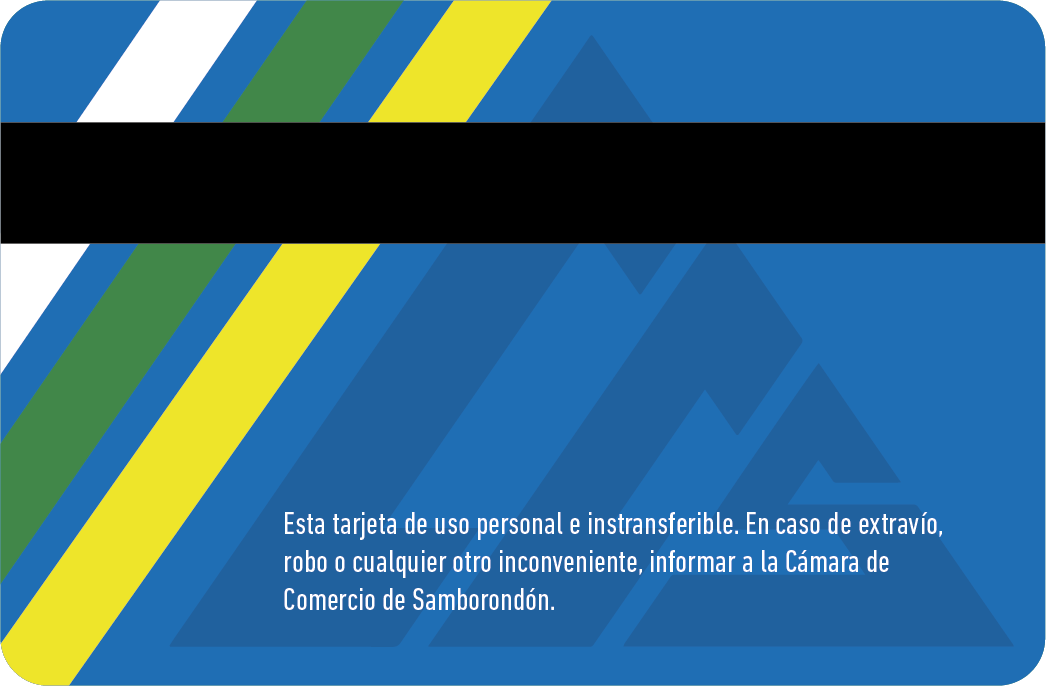 Esta tarjeta de uso personal e instransferible. En caso de extravío,
robo o cualquier otro inconveniente, informar a la Cámara de
Comercio de Samborondón.